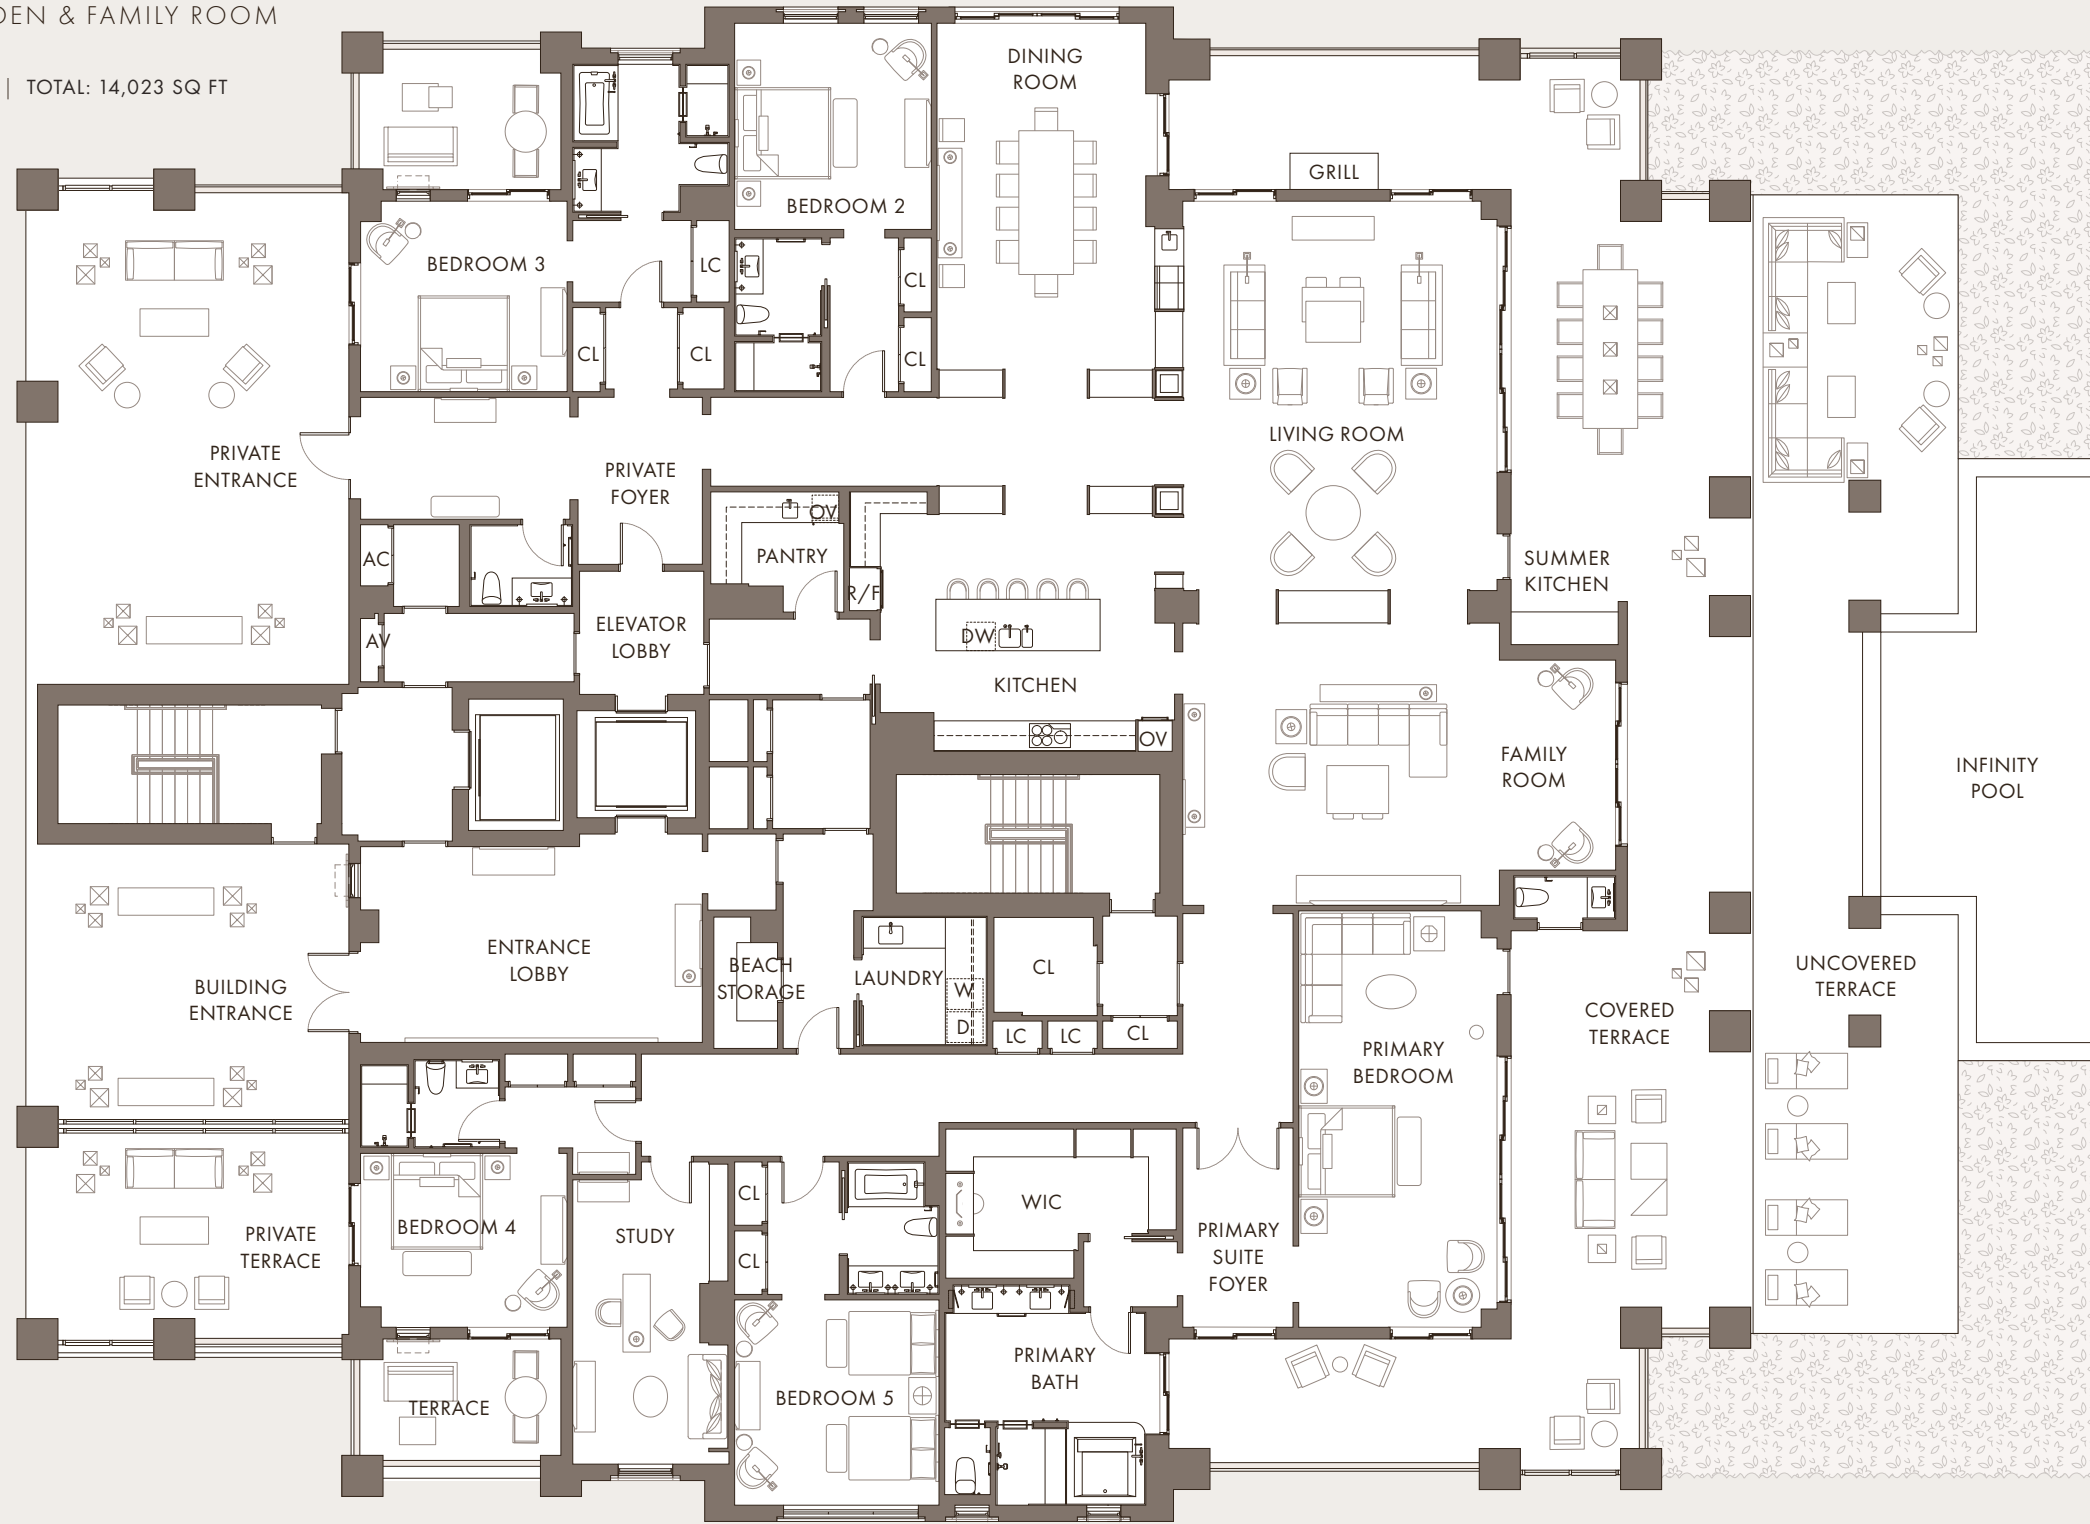 DEN & FAMILY ROOM
| TOTAL: 14,023 SQ FT
DINING
ROOM
GRILL
BEDROOM 2
BEDROOM 3
LC
CL
CL
CL
CL
LIVING ROOM
PRIVATE
ENTRANCE
PRIVATE
FOYER
OV
PANTRY
AC
R/F
SUMMER
KITCHEN
ELEVATOR
LOBBY
AV
DW
KITCHEN
OV
FAMILY
ROOM
INFINITY
POOL
ENTRANCE
LOBBY
BEACH
STORAGE
LAUNDRY
W
D
CL
LC
LC
CL
BUILDING
ENTRANCE
UNCOVERED
TERRACE
COVERED
TERRACE
PRIMARY
BEDROOM
CL
CL
WIC
BEDROOM 4
STUDY
PRIVATE
TERRACE
PRIMARY
SUITE
FOYER
PRIMARY
BATH
BEDROOM 5
TERRACE